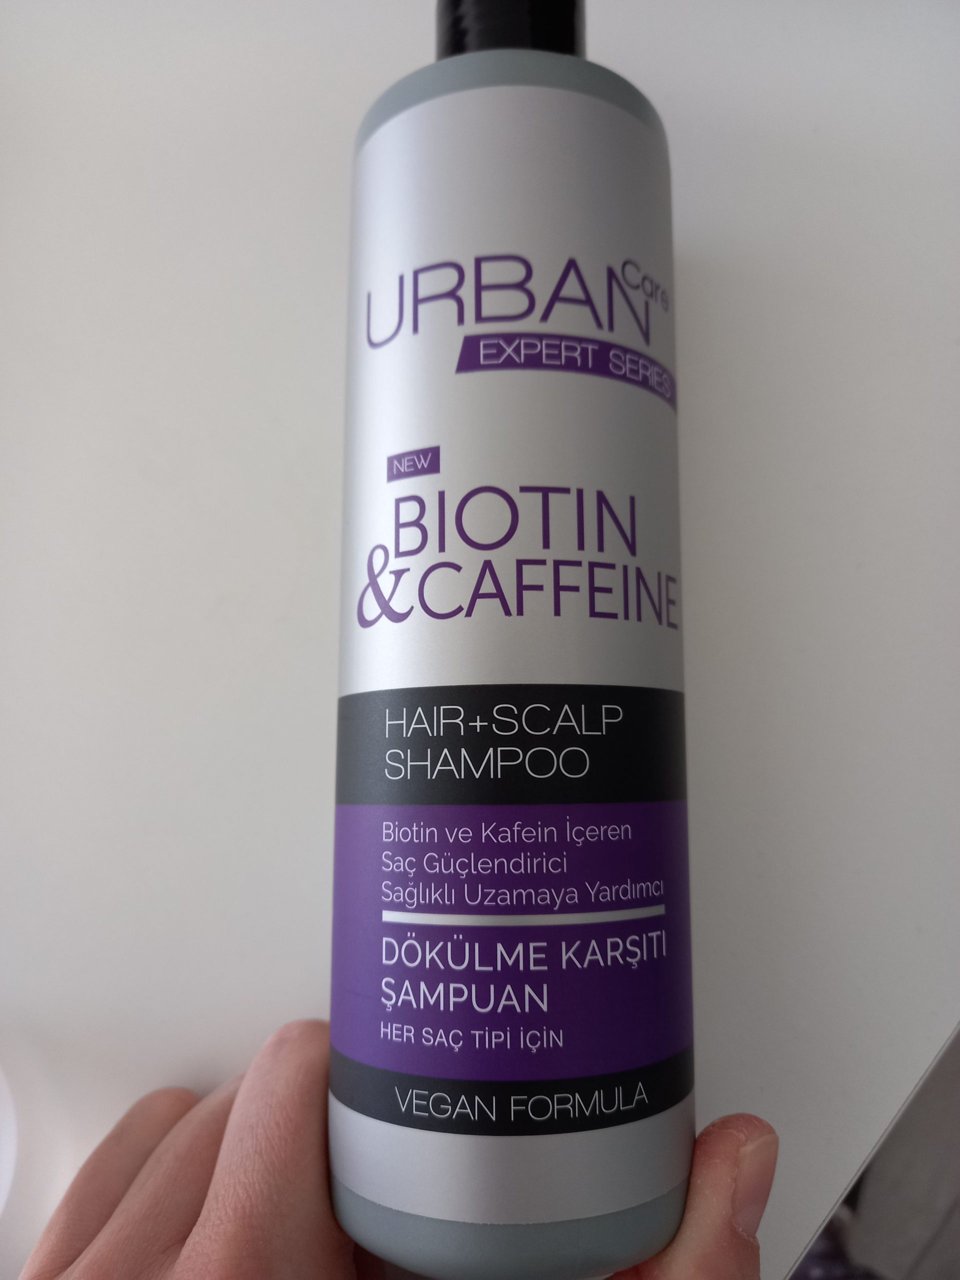 URBAN Care
EXPERT SERIES
NEW
BIOTIN
&CAFFEINE
HAIR+SCALP
SHAMPOO
Biotin ve Kafein İçeren
Saç Güçlendirici
Sağlıklı Uzamaya Yardımcı
DÖKÜLME KARŞITI
ŞAMPUAN
HER SAÇ TİPİ İÇİN
VEGAN FORMULA